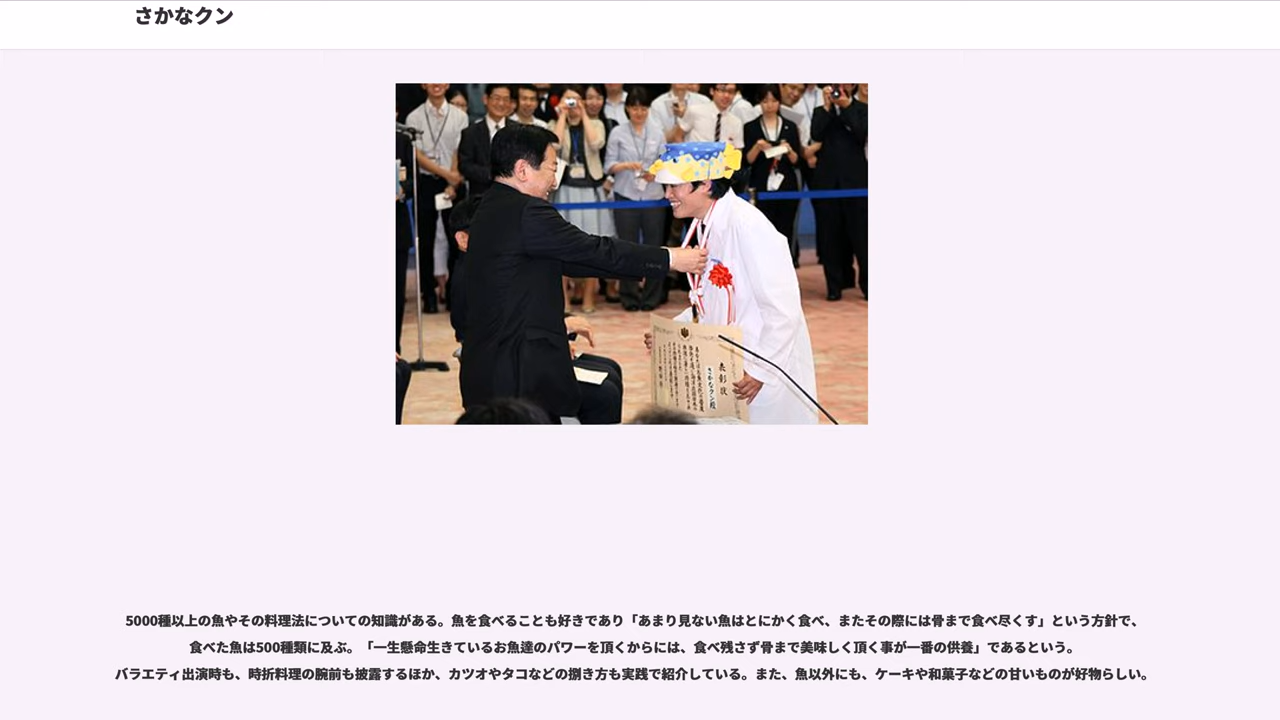 さかなクン
表彰状
さかなクン殿
5000種以上の魚やその料理法についての知識がある。魚を食べることも好きであり「あまり見ない魚はとにかく食べ、またその際には骨まで食べ尽くす」という方針で、
食べた魚は500種類に及ぶ。「一生懸命生きているお魚達のパワーを頂くからには、食べ残さず骨まで美味しく頂く事が一番の供養」であるという。
バラエティ出演時も、時折料理の腕前も披露するほか、カツオやタコなどの捌き方も実践で紹介している。また、魚以外にも、ケーキや和菓子などの甘いものが好物らしい。